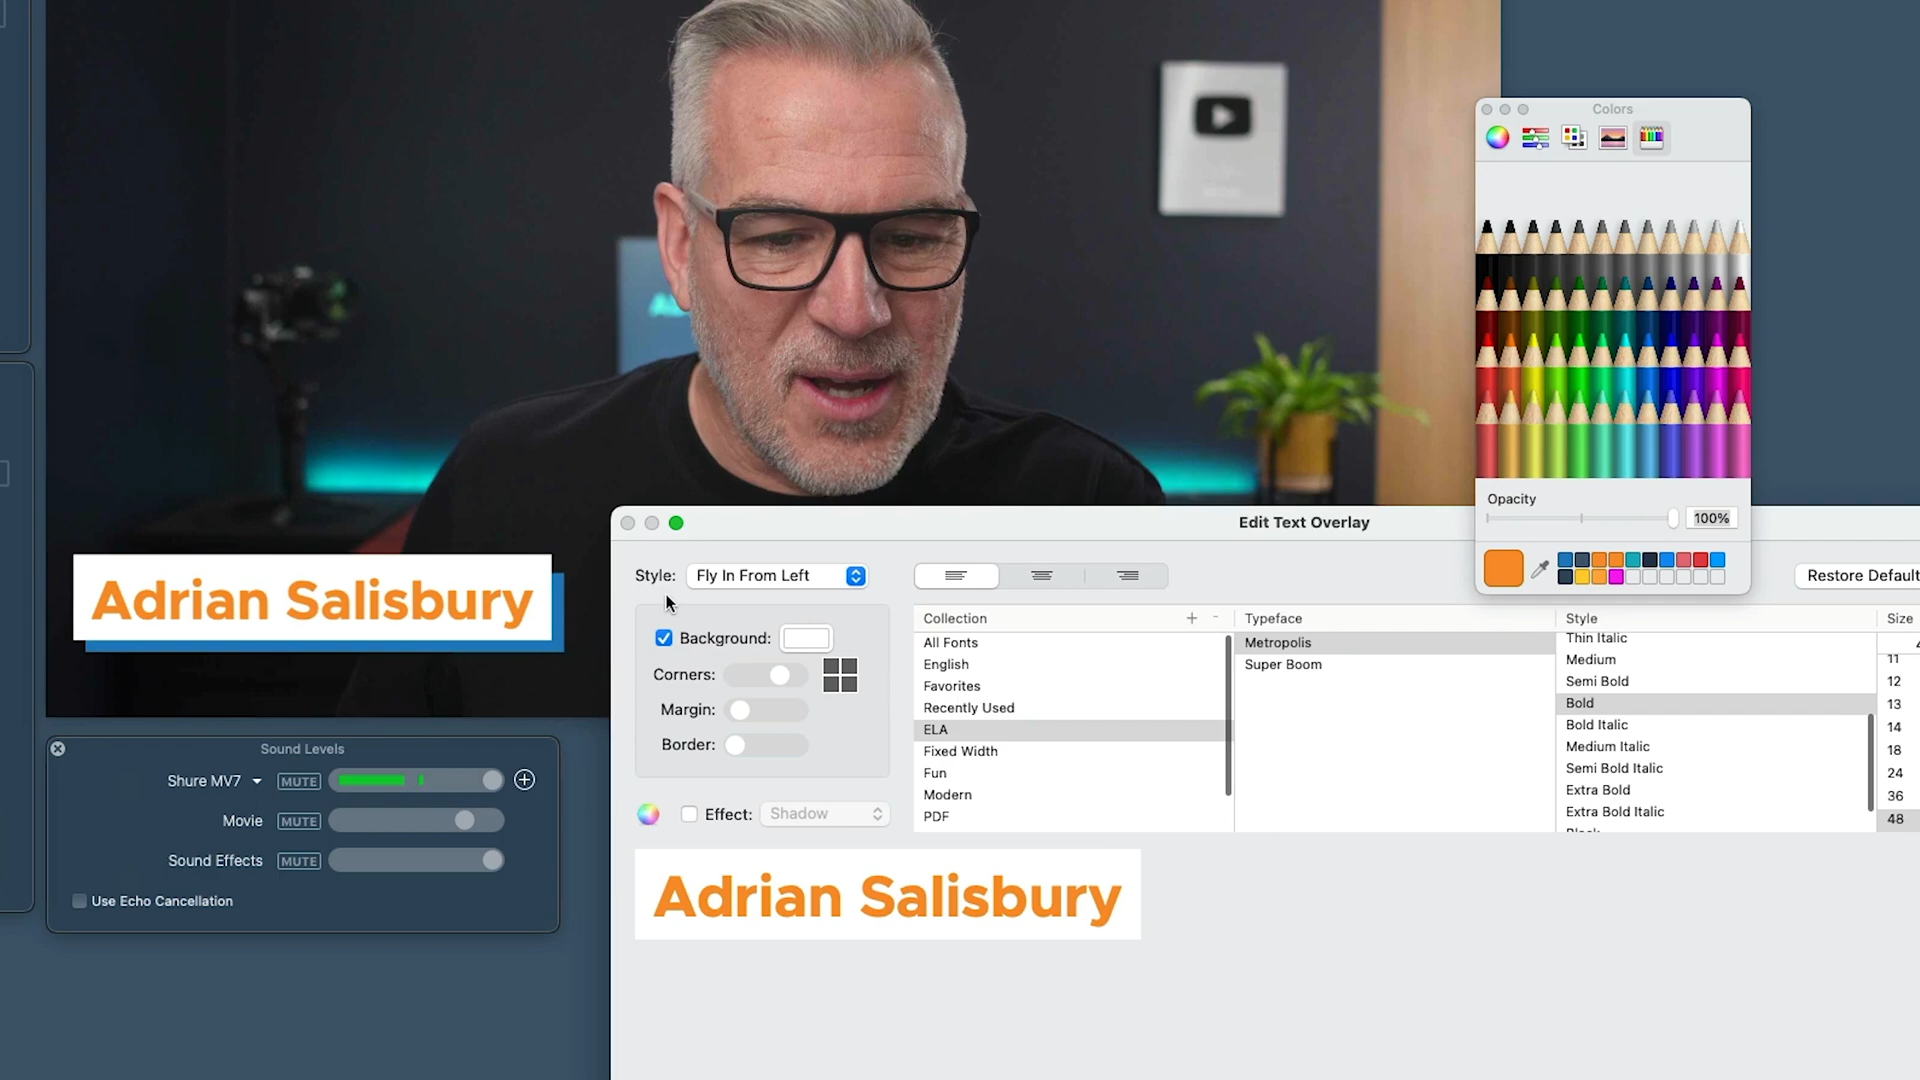 Colors
Opacity
100%
Edit Text Overlay
Style: Fly In From Left
Restore Default
Background:
Corners:
Margin:
Border:
Effect: Shadow
Collection
All Fonts
English
Favorites
Recently Used
ELA
Fixed Width
Fun
Modern
PDF
Typeface
Metropolis
Super Boom
Style
Thin Italic
Medium
Semi Bold
Bold
Bold Italic
Medium Italic
Semi Bold Italic
Extra Bold
Extra Bold Italic
Size
11
12
13
14
18
24
36
48
Adrian Salisbury
Adrian Salisbury
Sound Levels
Shure MV7 MUTE
Movie MUTE
Sound Effects MUTE
Use Echo Cancellation